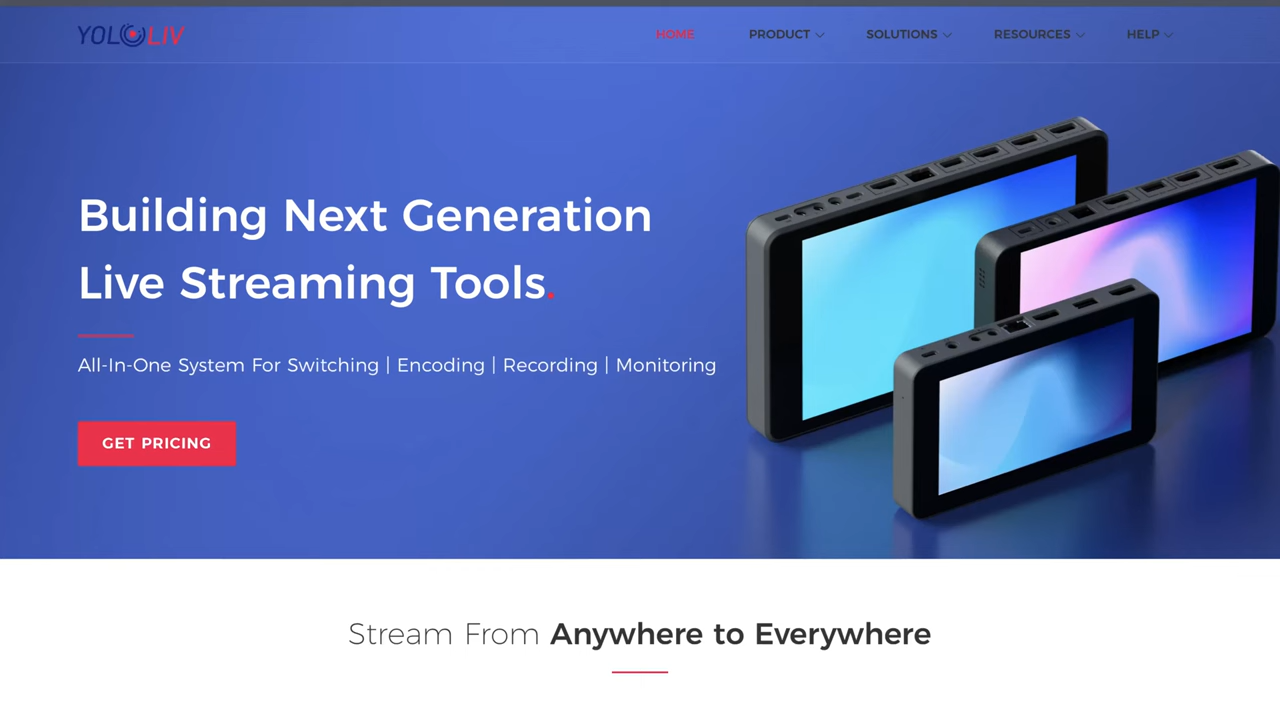 YOLOLIV
HOME
PRODUCT
SOLUTIONS
RESOURCES
HELP
Building Next Generation
Live Streaming Tools.
All-In-One System For Switching | Encoding | Recording | Monitoring
GET PRICING
Stream From Anywhere to Everywhere